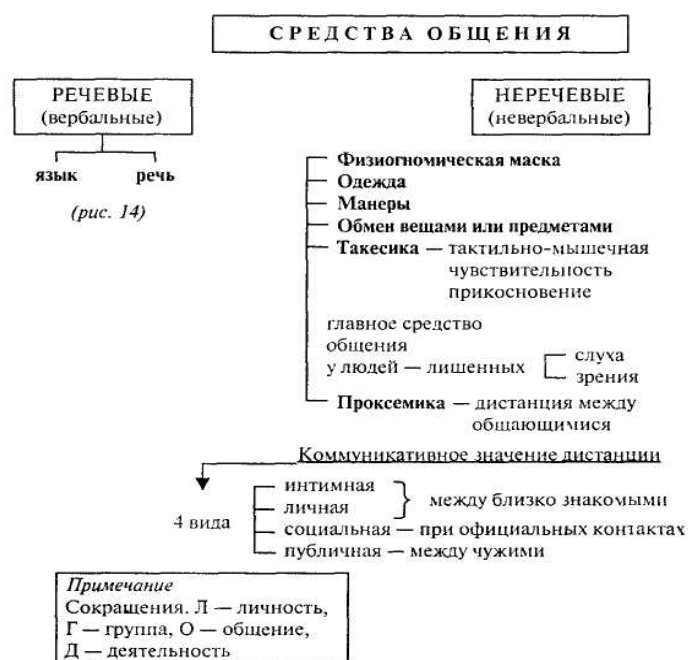 СРЕДСТВА ОБЩЕНИЯ
РЕЧЕВЫЕ
(вербальные)
язык речь
(рис. 14)
НЕРЕЧЕВЫЕ
(невербальные)
Физиогномическая маска
Одежда
Манеры
Обмен вещами или предметами
Такесика — тактильно-мышечная
чувствительность
прикосновение
главное средство
общения
у людей — лишенных
слуха
зрения
Проксемика — дистанция между
общающимися
Коммуникативное значение дистанции
4 вида
интимная
личная
между близко знакомыми
социальная — при официальных контактах
публичная — между чужими
Примечание
Сокращения. Л — личность,
Г — группа, О — общение,
Д — деятельность